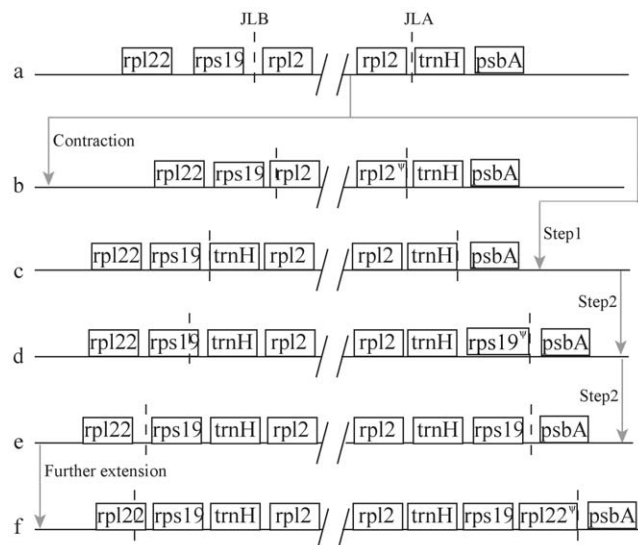 JLB JLA
a rpl22 rps19 rpl2 rpl2 trnH psbA
Contraction
b rpl22 rps19 rpl2 rpl2ψ trnH psbA
Step1
c rpl22 rps19 trnH rpl2 rpl2 trnH psbA
Step2
d rpl22 rps19 trnH rpl2 rpl2 trnH rps19ψ psbA
Step2
e rpl22 rps19 trnH rpl2 rpl2 trnH rps19 psbA
Further extension
f rpl22 rps19 trnH rpl2 rpl2 trnH rps19 rpl22ψ psbA